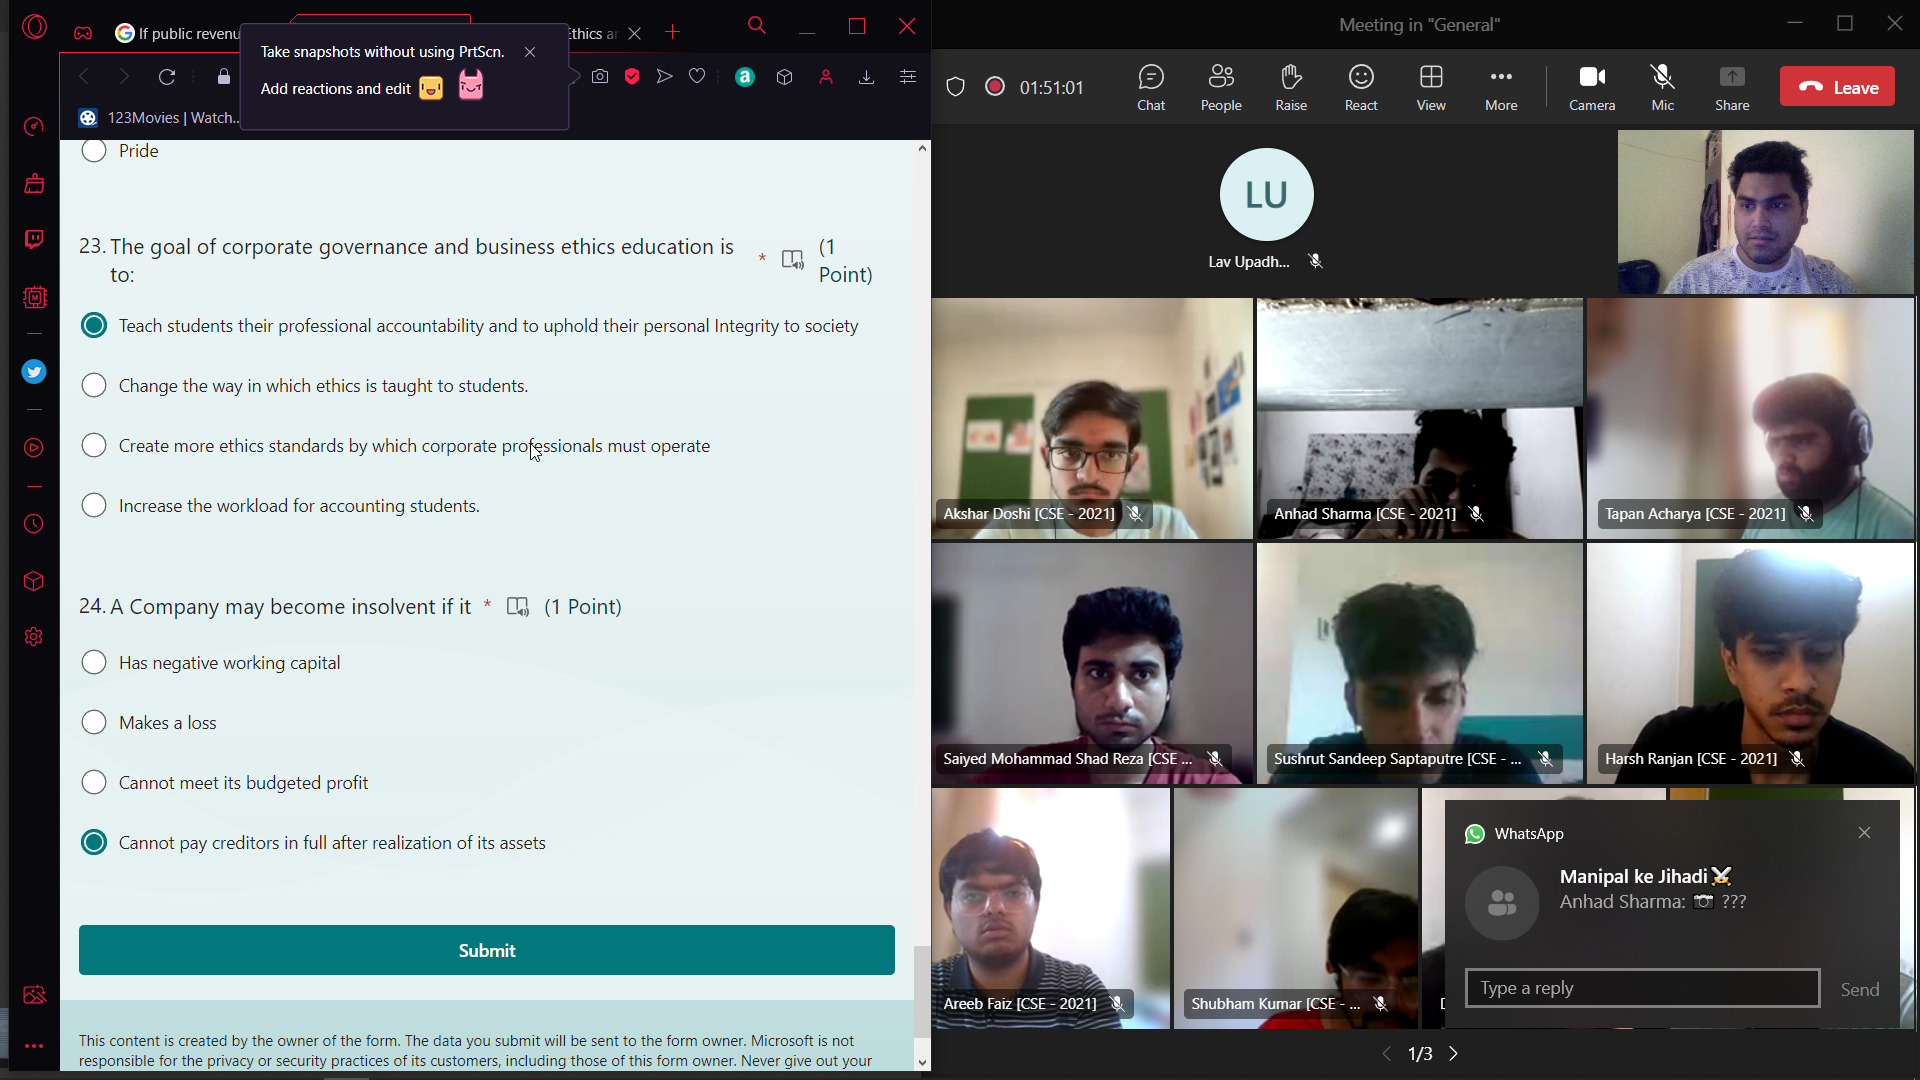 If public revenu
Take snapshots without using PrtScn.
Add reactions and edit
Ethics ar
123Movies | Watch...
Pride
23. The goal of corporate governance and business ethics education is to: * (1 Point)
Teach students their professional accountability and to uphold their personal Integrity to society
Change the way in which ethics is taught to students.
Create more ethics standards by which corporate professionals must operate
Increase the workload for accounting students.
24. A Company may become insolvent if it * (1 Point)
Has negative working capital
Makes a loss
Cannot meet its budgeted profit
Cannot pay creditors in full after realization of its assets
Submit
This content is created by the owner of the form. The data you submit will be sent to the form owner. Microsoft is not
responsible for the privacy or security practices of its customers, including those of this form owner. Never give out your
Meeting in "General"
01:51:01
Chat
People
Raise
React
View
More
Camera
Mic
Share
Leave
LU
Lav Upadh...
Akshar Doshi [CSE - 2021]
Anhad Sharma [CSE - 2021]
Tapan Acharya [CSE - 2021]
Saiyed Mohammad Shad Reza [CSE ...
Sushrut Sandeep Saptaputre [CSE - ...
Harsh Ranjan [CSE - 2021]
Areeb Faiz [CSE - 2021]
Shubham Kumar [CSE - ...
WhatsApp
Manipal ke Jihadi⚔️
Anhad Sharma: 📷 ???
Type a reply
Send
1/3